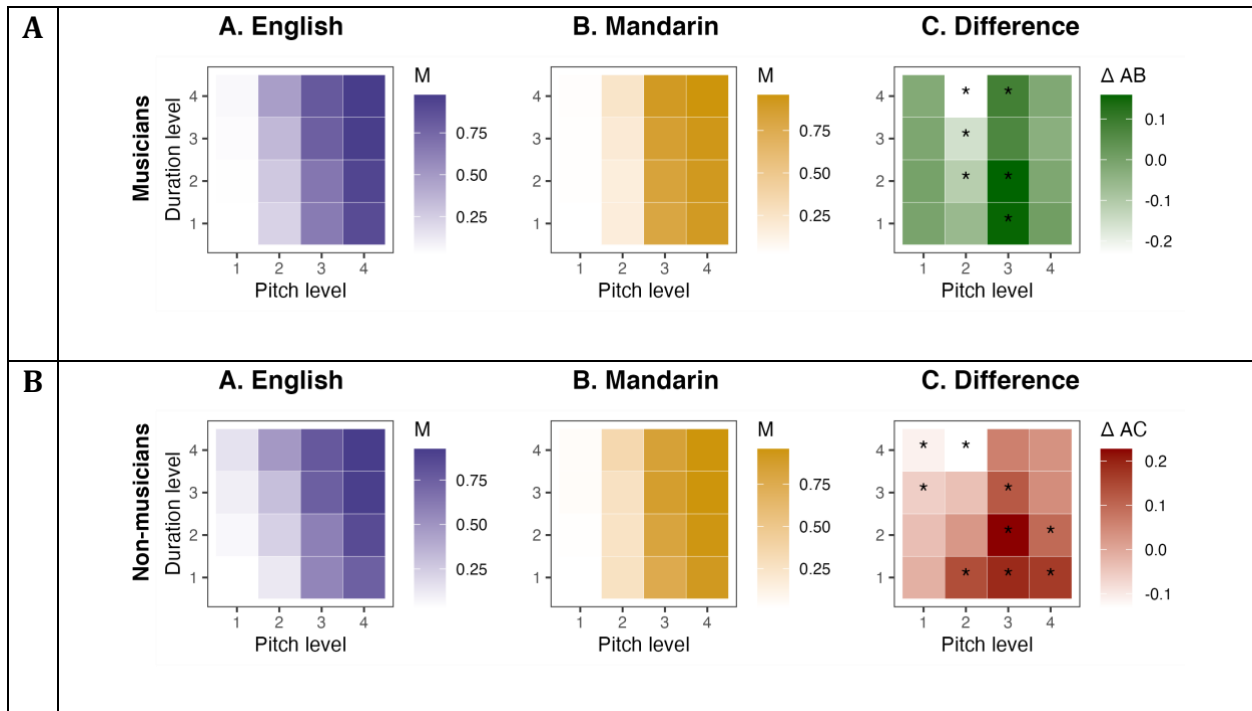 A
A. English
B. Mandarin
C. Difference
Musicians
Duration level
4
3
2
1
1 2 3 4
Pitch level
M
0.75
0.50
0.25
4
3
2
1
1 2 3 4
Pitch level
M
0.75
0.50
0.25
4
3
2
1
* *
*
* *
*
1 2 3 4
Pitch level
Δ AB
0.1
0.0
-0.1
-0.2
B
A. English
B. Mandarin
C. Difference
Non-musicians
Duration level
4
3
2
1
1 2 3 4
Pitch level
M
0.75
0.50
0.25
4
3
2
1
1 2 3 4
Pitch level
M
0.75
0.50
0.25
4
3
2
1
* *
* *
* *
* * *
1 2 3 4
Pitch level
Δ AC
0.2
0.1
0.0
-0.1